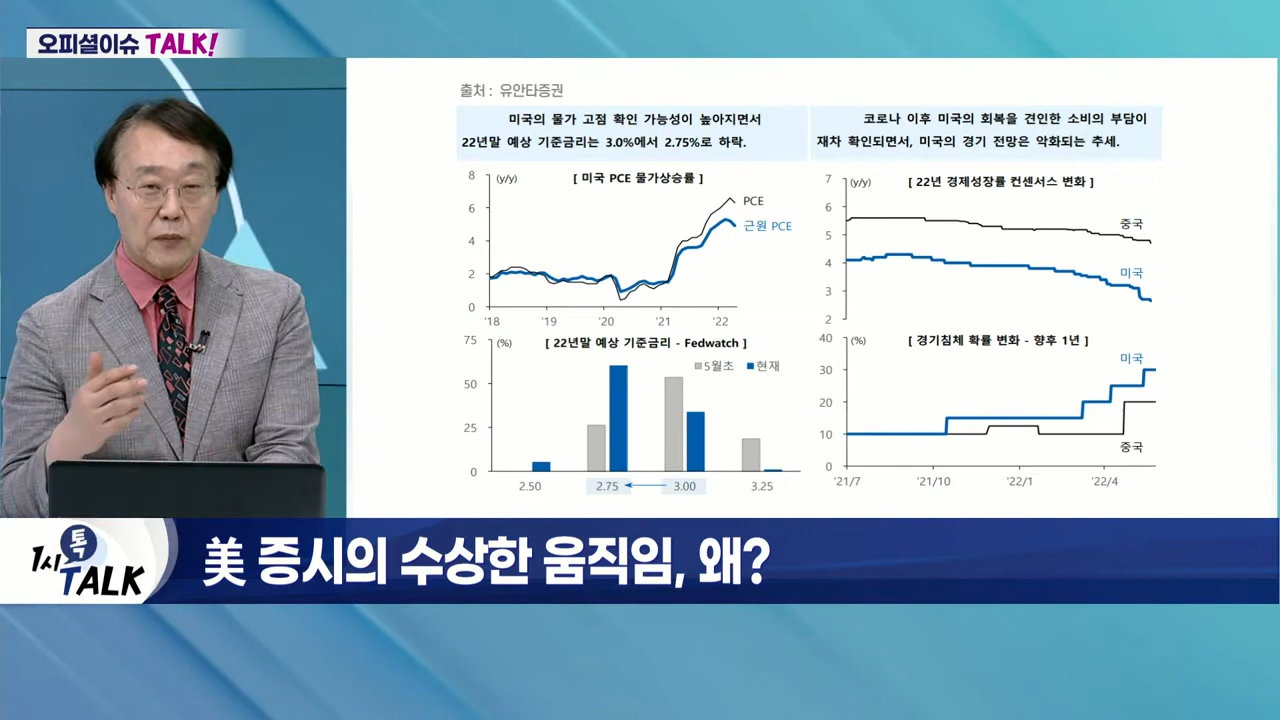 오피셜이슈 TALK!
출처 : 유안타증권
미국의 물가 고점 확인 가능성이 높아지면서
22년말 예상 기준금리는 3.0%에서 2.75%로 하락.
코로나 이후 미국의 회복을 견인한 소비의 부담이
재차 확인되면서, 미국의 경기 전망은 악화되는 추세.
[ 미국 PCE 물가상승률 ]
(y/y)
8
6
4
2
0
PCE
근원 PCE
'18 '19 '20 '21 '22
[ 22년 경제성장률 컨센서스 변화 ]
(y/y)
7
6
5
4
3
2
중국
미국
[ 22년말 예상 기준금리 - Fedwatch ]
(%)
75
50
25
0
5월초 현재
2.50 2.75 3.00 3.25
[ 경기침체 확률 변화 - 향후 1년 ]
(%)
40
30
20
10
0
미국
중국
'21/7 '21/10 '22/1 '22/4
1시 톡 TALK
美 증시의 수상한 움직임, 왜?